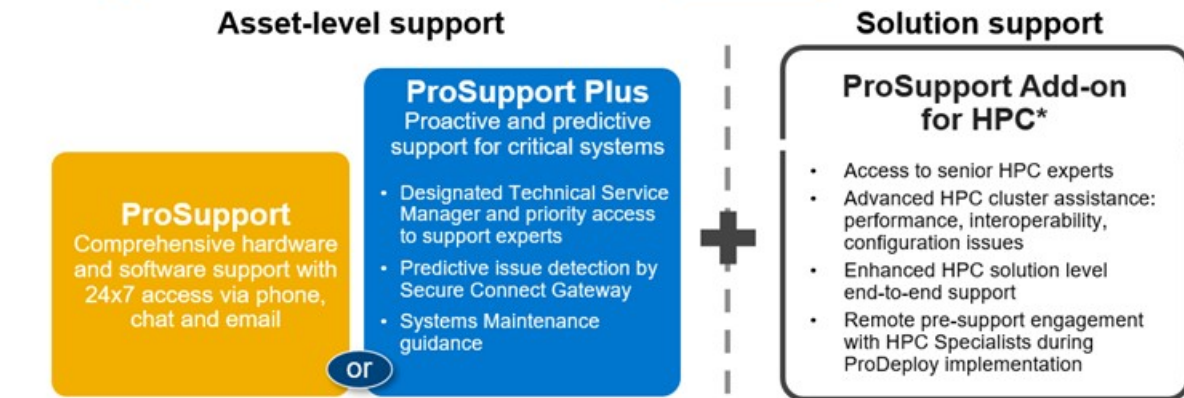 Asset-level support
Solution support
ProSupport
Comprehensive hardware
and software support with
24x7 access via phone,
chat and email
or
ProSupport Plus
Proactive and predictive
support for critical systems
• Designated Technical Service
Manager and priority access
to support experts
• Predictive issue detection by
Secure Connect Gateway
• Systems Maintenance
guidance
ProSupport Add-on
for HPC*
• Access to senior HPC experts
• Advanced HPC cluster assistance:
performance, interoperability,
configuration issues
• Enhanced HPC solution level
end-to-end support
• Remote pre-support engagement
with HPC Specialists during
ProDeploy implementation